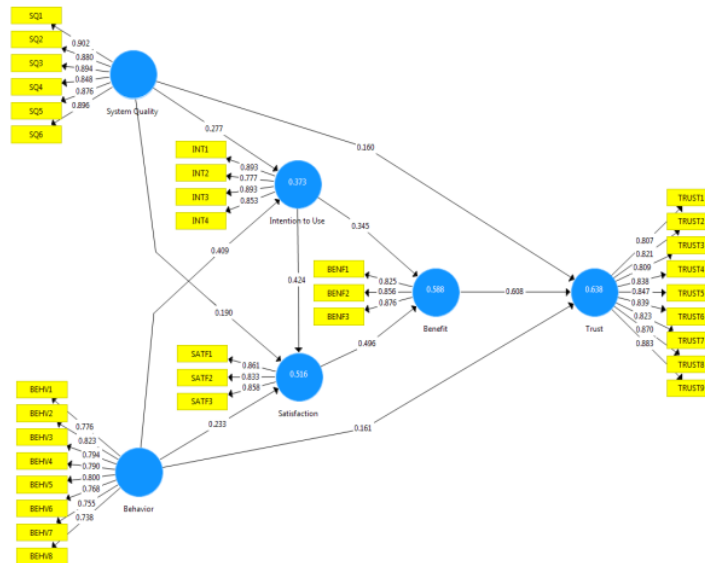 SQ1
SQ2
SQ3
SQ4
SQ5
SQ6
0.902
0.880
0.894
0.848
0.876
0.896
System Quality
0.277
0.160
INT1
INT2
INT3
INT4
0.893
0.777
0.893
0.853
0.373
Intention to Use
0.409
0.345
0.424
0.190
BENF1
BENF2
BENF3
0.825
0.856
0.876
0.588
Benefit
0.608
0.638
Trust
TRUST1
TRUST2
TRUST3
TRUST4
TRUST5
TRUST6
TRUST7
TRUST8
TRUST9
0.807
0.821
0.809
0.838
0.847
0.839
0.823
0.870
0.883
SATF1
SATF2
SATF3
0.861
0.833
0.858
0.516
Satisfaction
0.496
0.233
0.161
BEHV1
BEHV2
BEHV3
BEHV4
BEHV5
BEHV6
BEHV7
BEHV8
0.776
0.823
0.794
0.790
0.800
0.768
0.755
0.738
Behavior